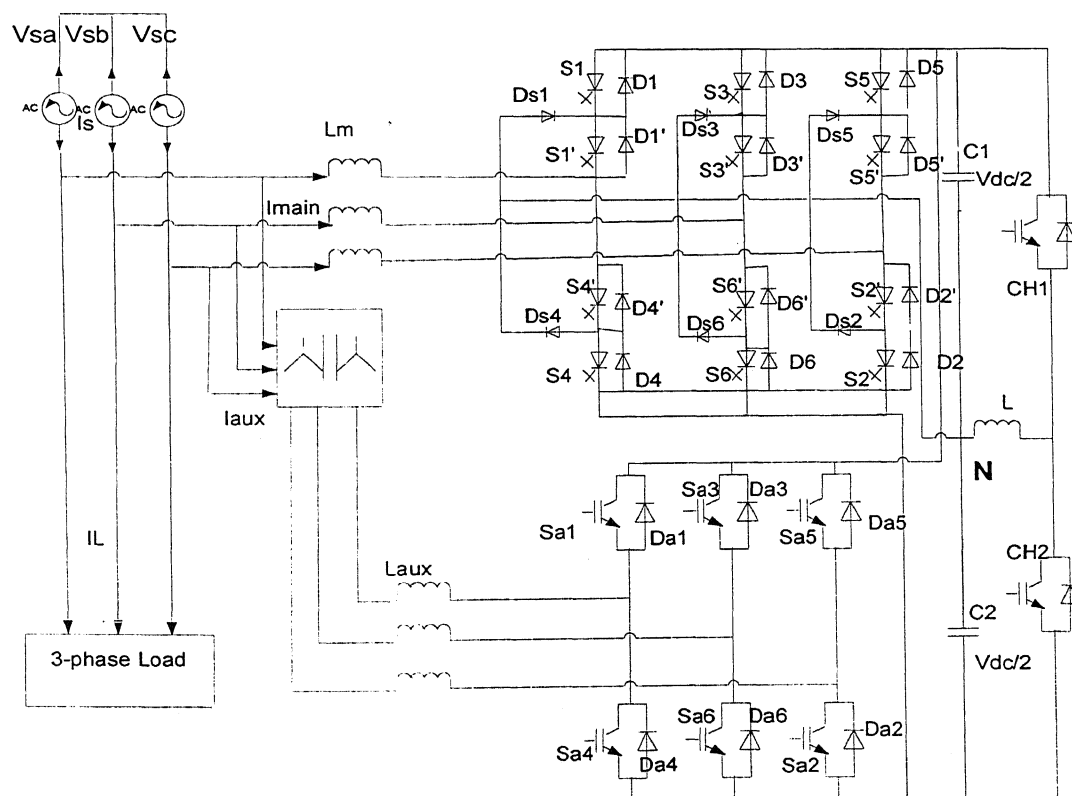 Vsa Vsb Vsc
AC AC AC
Is
S1 D1 S3 D3 S5 D5
Ds1 Ds3 Ds5
Lm
S1' D1' S3' D3' S5' D5'
C1
Vdc/2
Imain
CH1
S4' D4' S6' D6' S2' D2'
Ds4 Ds6 Ds2
S4 D4 S6 D6 S2 D2
Iaux
L
N
Sa1 Da1 Sa3 Da3 Sa5 Da5
IL
CH2
Laux
C2
3-phase Load
Vdc/2
Sa4 Da4 Sa6 Da6 Sa2 Da2